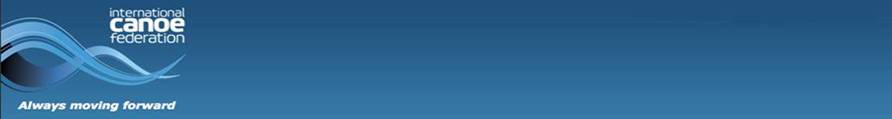 international
canoe
federation
Always moving forward